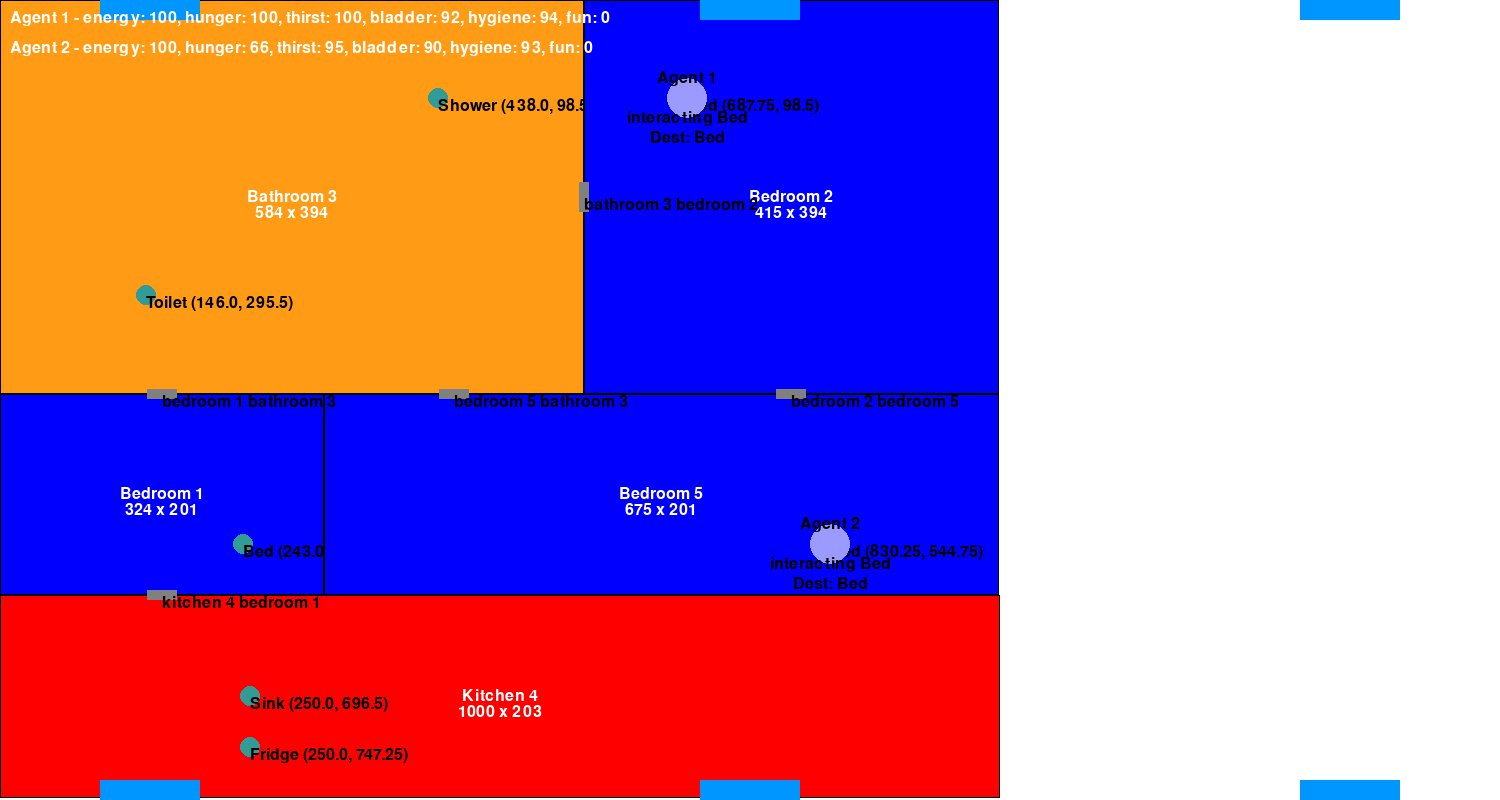 Agent 1 - energy: 100, hunger: 100, thirst: 100, bladder: 92, hygiene: 94, fun: 0
Agent 2 - energy: 100, hunger: 66, thirst: 95, bladder: 90, hygiene: 93, fun: 0
Agent 1
Shower (438.0, 98.5
d (687.75, 98.5)
interacting Bed
Dest: Bed
Bathroom 3
584 x 394
Bedroom 2
415 x 394
bathroom 3 bedroom 2
Toilet (146.0, 295.5)
bedroom 1 bathroom 3
bedroom 5 bathroom 3
bedroom 2 bedroom 5
Bedroom 1
324 x 201
Bedroom 5
675 x 201
Agent 2
Bed (243.0
d (830.25, 544.75)
interacting Bed
Dest: Bed
kitchen 4 bedroom 1
Kitchen 4
1000 x 203
Sink (250.0, 696.5)
Fridge (250.0, 747.25)